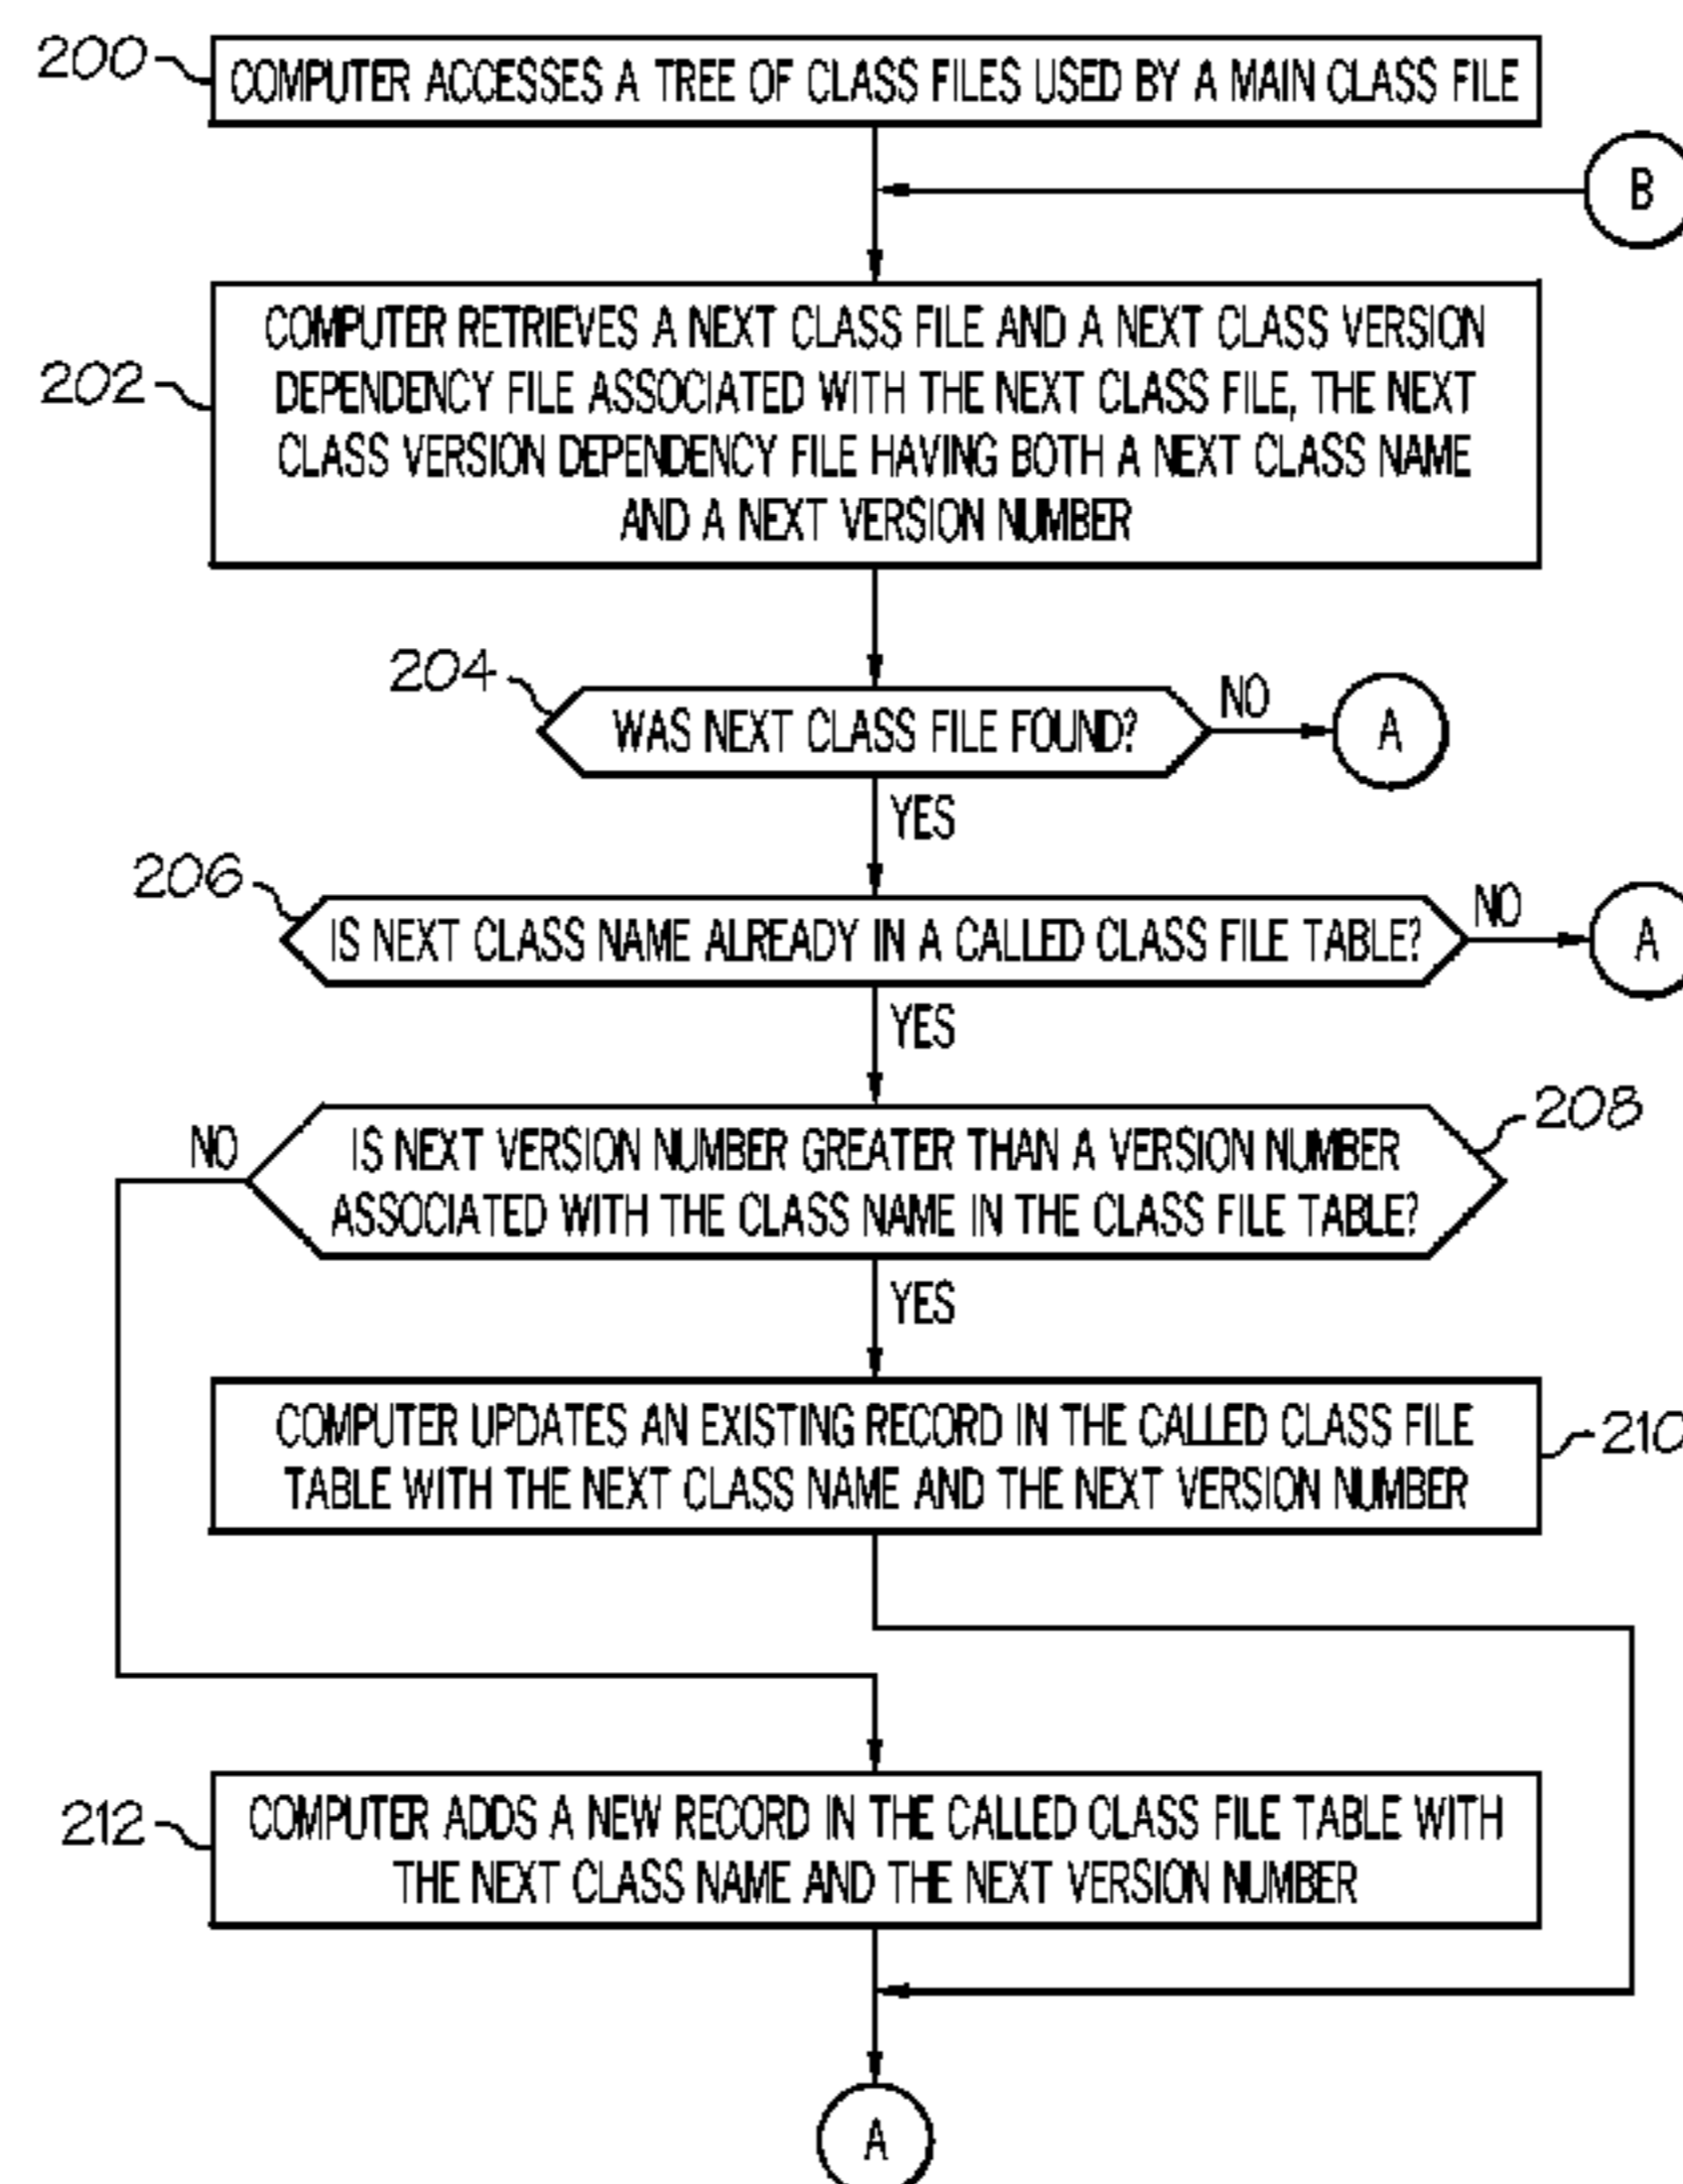 200
COMPUTER ACCESSES A TREE OF CLASS FILES USED BY A MAIN CLASS FILE
B
202
COMPUTER RETRIEVES A NEXT CLASS FILE AND A NEXT CLASS VERSION
DEPENDENCY FILE ASSOCIATED WITH THE NEXT CLASS FILE, THE NEXT
CLASS VERSION DEPENDENCY FILE HAVING BOTH A NEXT CLASS NAME
AND A NEXT VERSION NUMBER
204
WAS NEXT CLASS FILE FOUND?
NO
A
YES
206
IS NEXT CLASS NAME ALREADY IN A CALLED CLASS FILE TABLE?
NO
A
YES
208
NO
IS NEXT VERSION NUMBER GREATER THAN A VERSION NUMBER
ASSOCIATED WITH THE CLASS NAME IN THE CLASS FILE TABLE?
YES
COMPUTER UPDATES AN EXISTING RECORD IN THE CALLED CLASS FILE
TABLE WITH THE NEXT CLASS NAME AND THE NEXT VERSION NUMBER
210
212
COMPUTER ADDS A NEW RECORD IN THE CALLED CLASS FILE TABLE WITH
THE NEXT CLASS NAME AND THE NEXT VERSION NUMBER
A